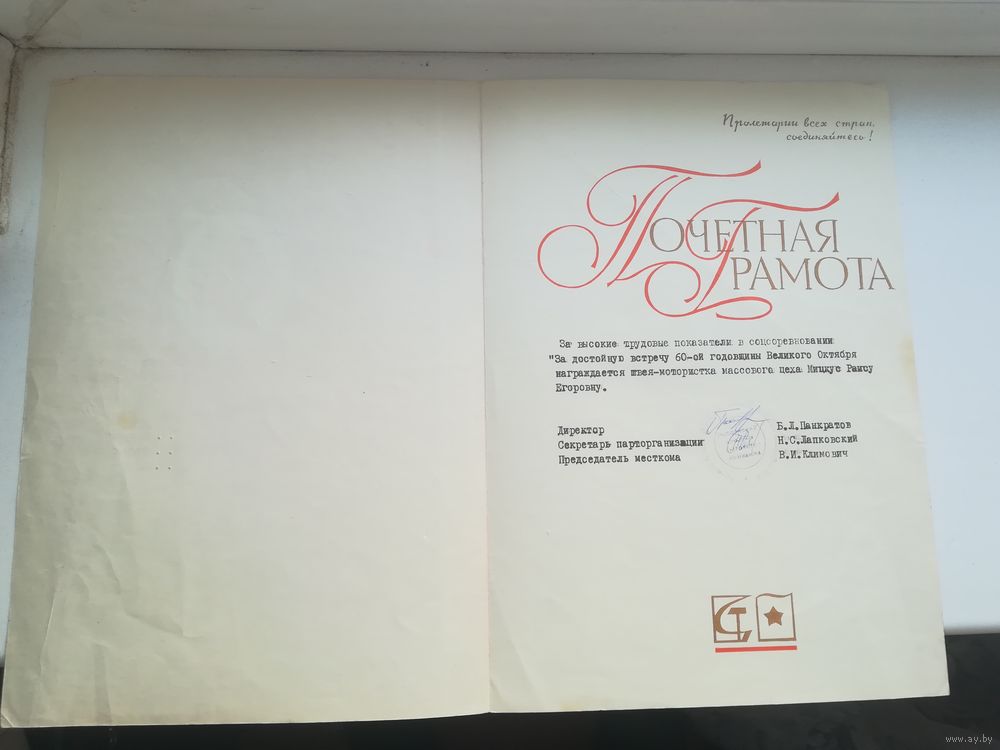 Пролетарии всех стран,
соединяйтесь!
ПОЧЕТНАЯ
ГРАМОТА
За высокие трудовые показатели в соцсоревновании
"За достойную встречу 60-ой годовщины Великого Октября
награждается швея-мотористка массового цеха Мицкус Раису
Егоровну.
Директор Б.Л.Панкратов
Секретарь парторганизации Н.С.Лапковский
Председатель месткома В.И.Климович
www.ay.by